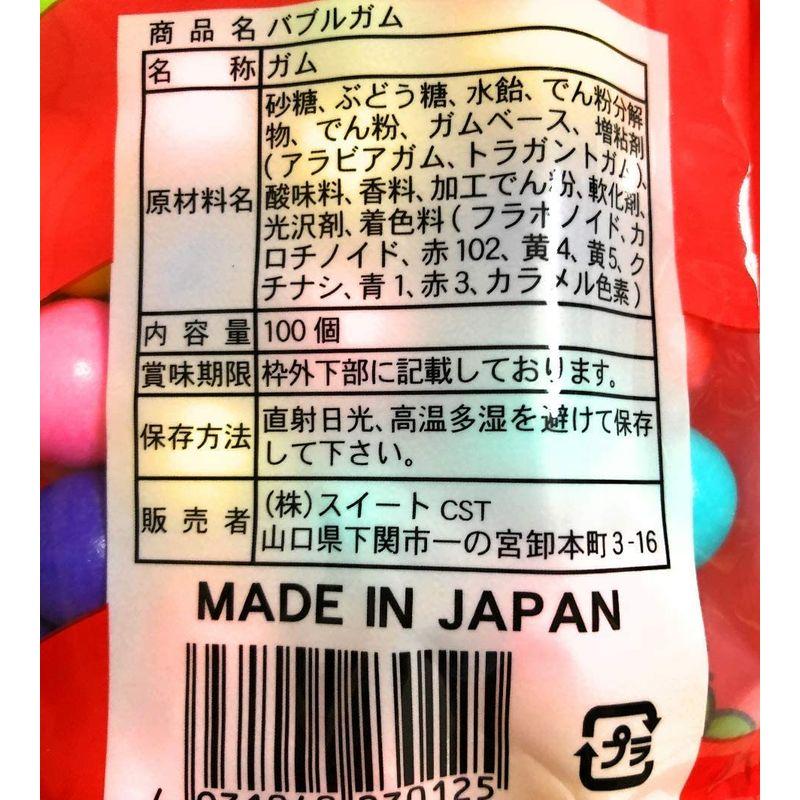 商品名 バブルガム
名称 ガム
原材料名 砂糖、ぶどう糖、水飴、でん粉分解
物、でん粉、ガムベース、増粘剤
(アラビアガム、トラガントガム)、
酸味料、香料、加工でん粉、軟化剤、
光沢剤、着色料(フラボノイド、カ
ロチノイド、赤102、黄4、黄5、ク
チナシ、青1、赤3、カラメル色素)
内容量 100個
賞味期限 枠外下部に記載しております。
保存方法 直射日光、高温多湿を避けて保存
して下さい。
販売者 (株)スイートCST
山口県下関市一の宮卸本町3-16
MADE IN JAPAN
プラ